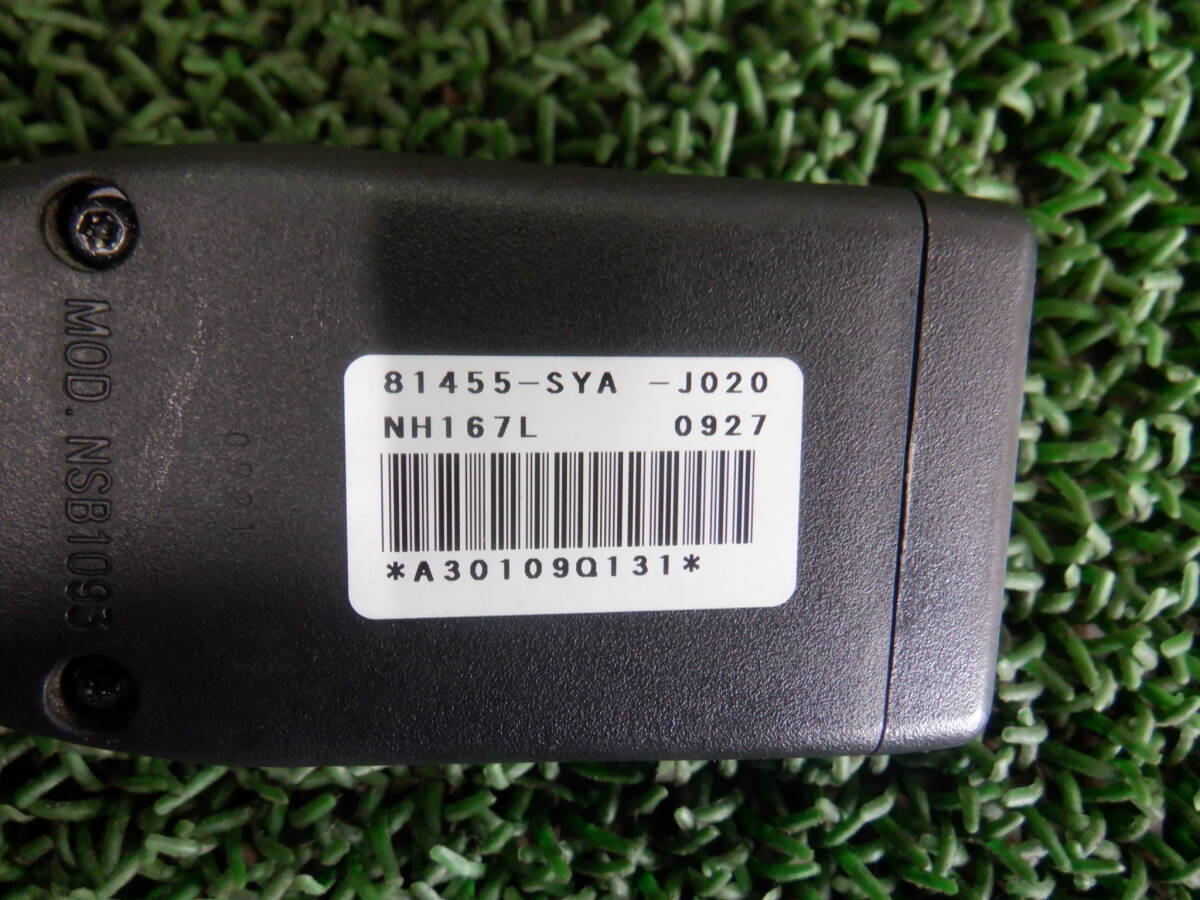 81455-SYA -J020
NH167L 0927
*A30109Q131*
MOD. NSB1093